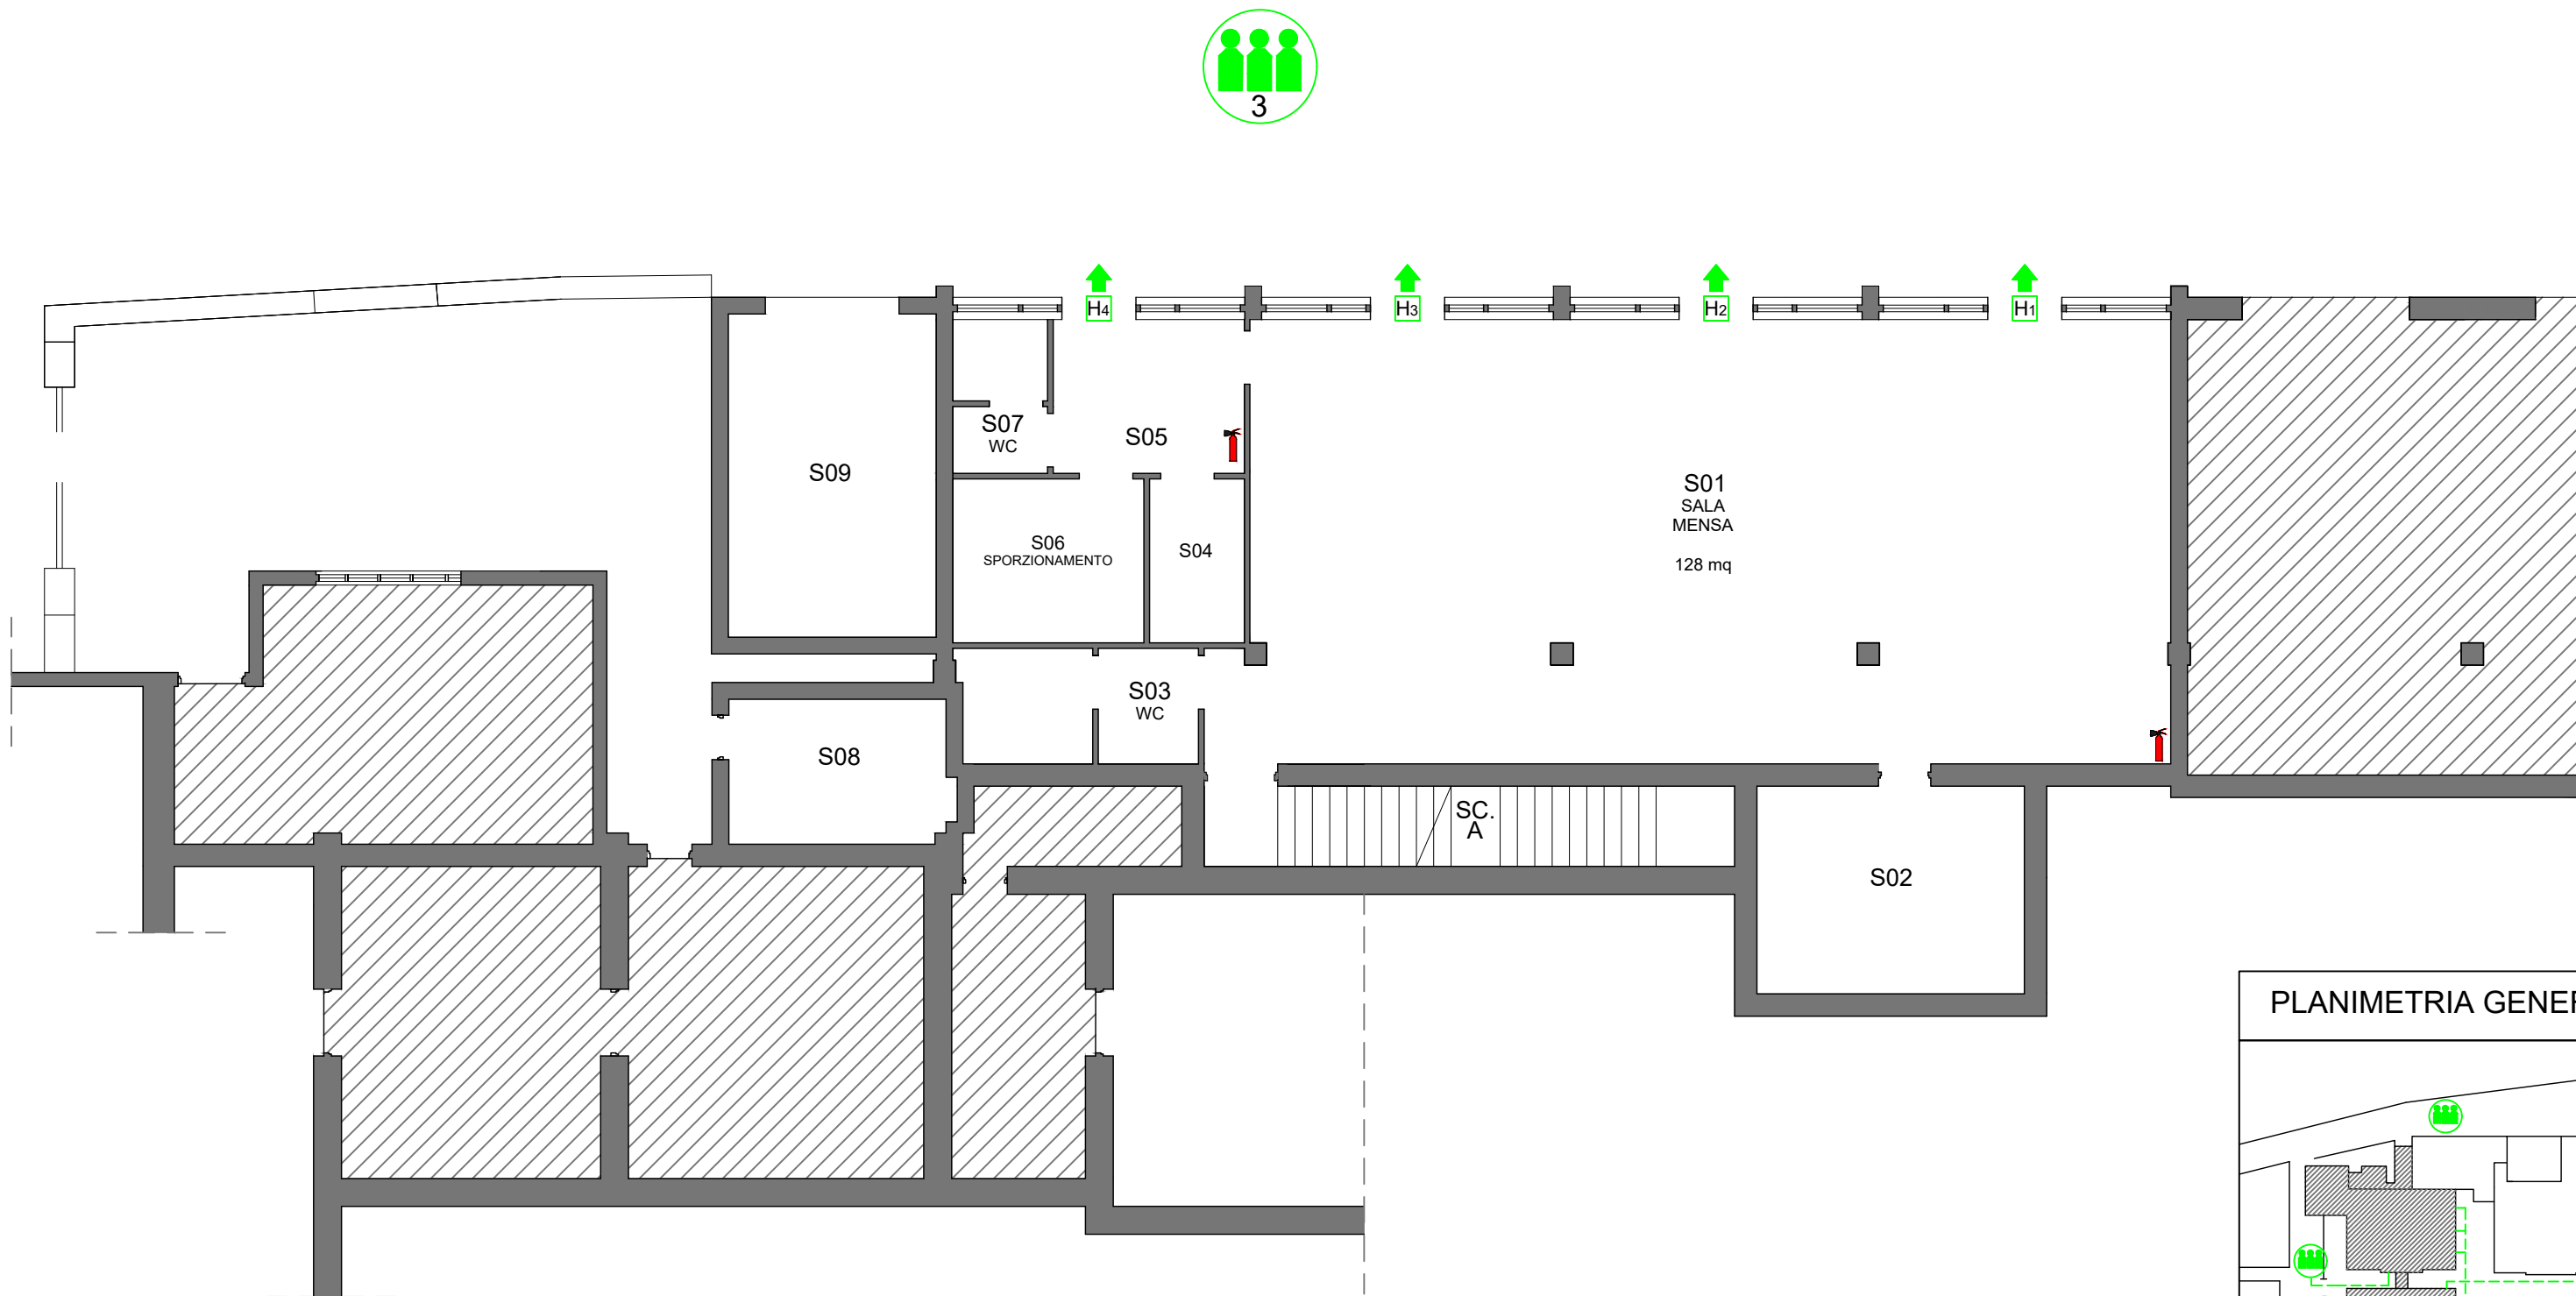 3
H4
H3
H2
H1
S07
WC
S05
S09
S01
SALA
MENSA
128 mq
S06
SPORZIONAMENTO
S04
S03
WC
S08
SC.
A
S02
PLANIMETRIA GENE